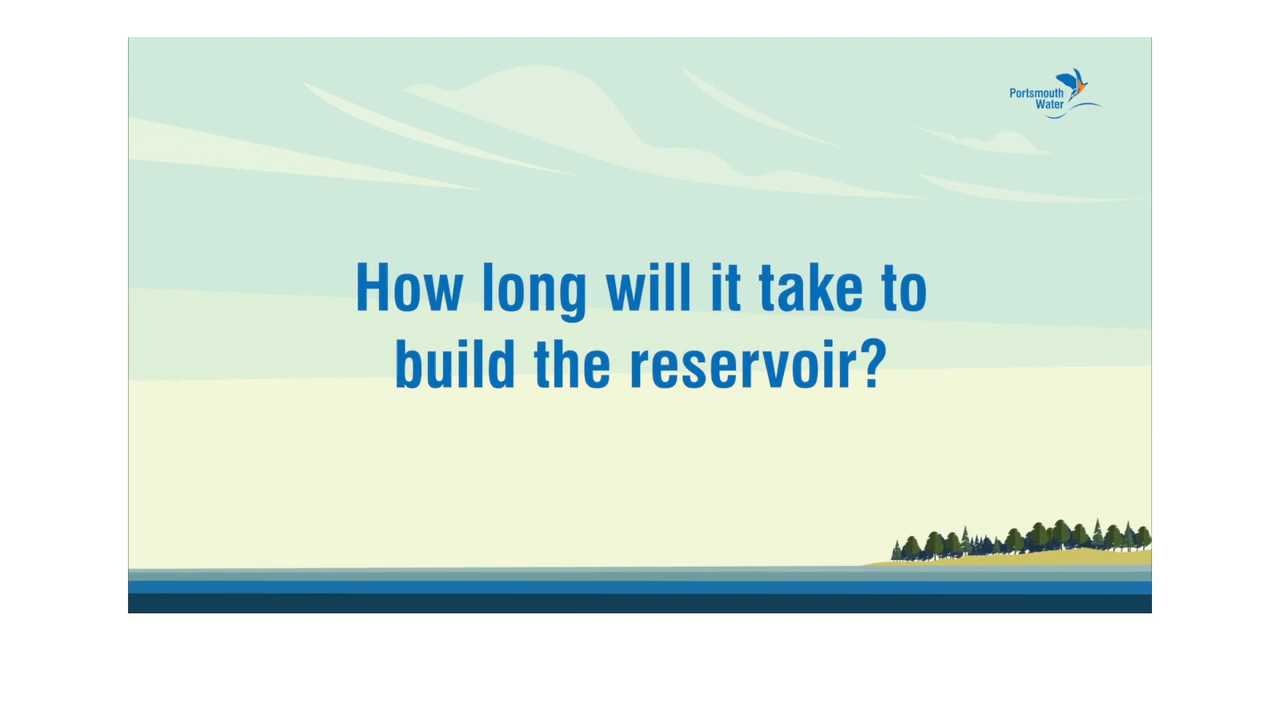 Portsmouth
Water
How long will it take to
build the reservoir?